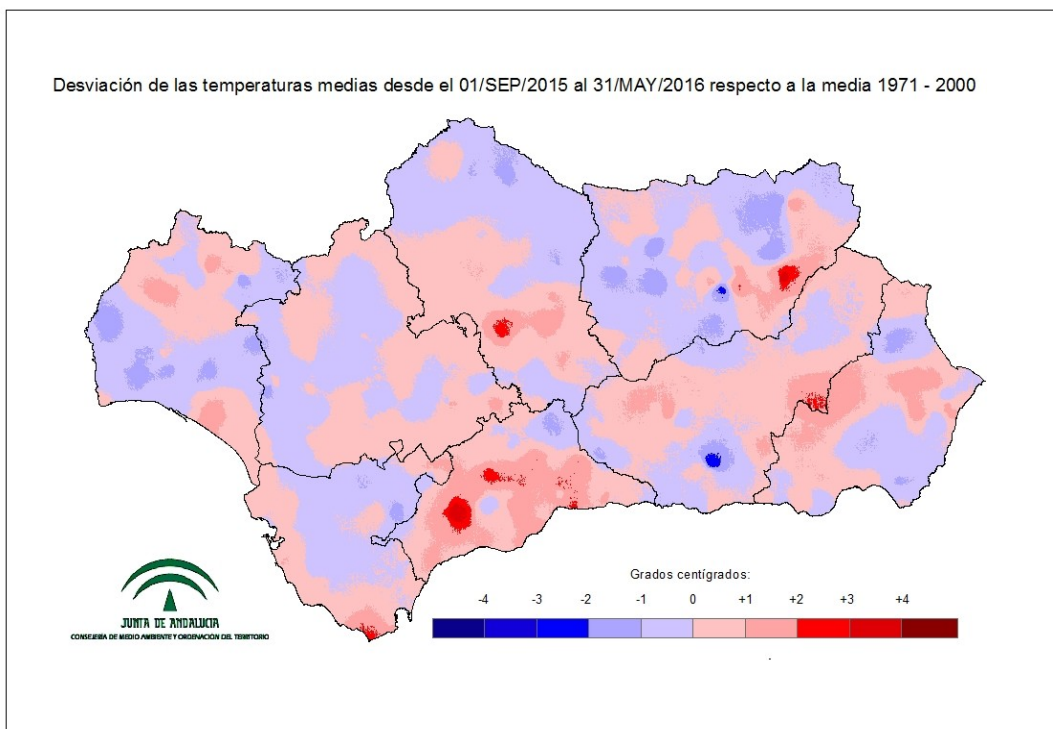 Desviación de las temperaturas medias desde el 01/SEP/2015 al 31/MAY/2016 respecto a la media 1971 - 2000
Grados centígrados:
-4 -3 -2 -1 0 +1 +2 +3 +4
JUNTA DE ANDALUCIA
CONSEJERIA DE MEDIO AMBIENTE Y ORDENACION DEL TERRITORIO